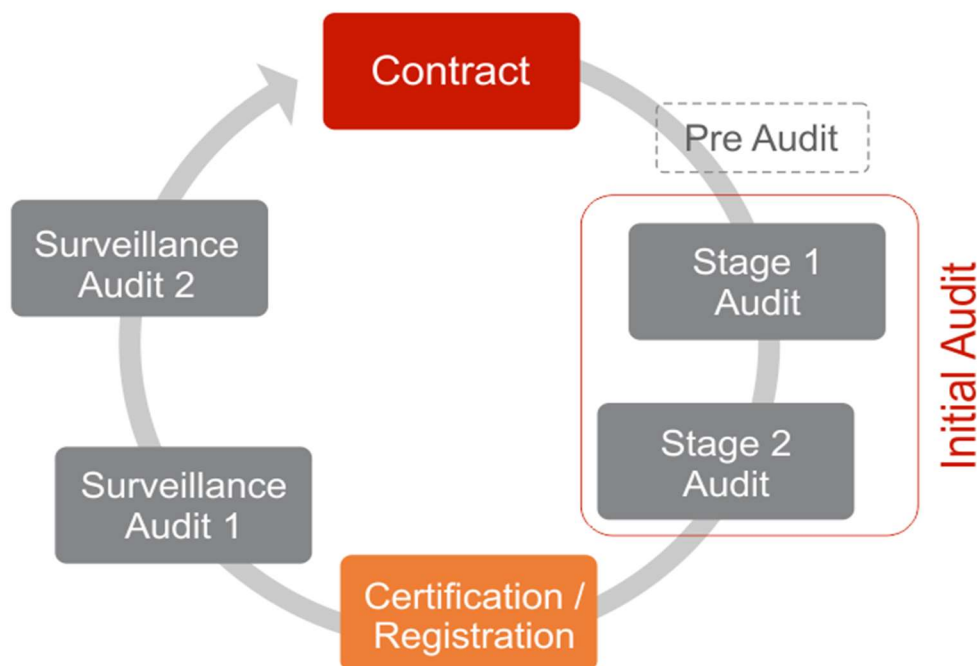 Contract
Pre Audit
Stage 1
Audit
Initial Audit
Stage 2
Audit
Certification /
Registration
Surveillance
Audit 1
Surveillance
Audit 2